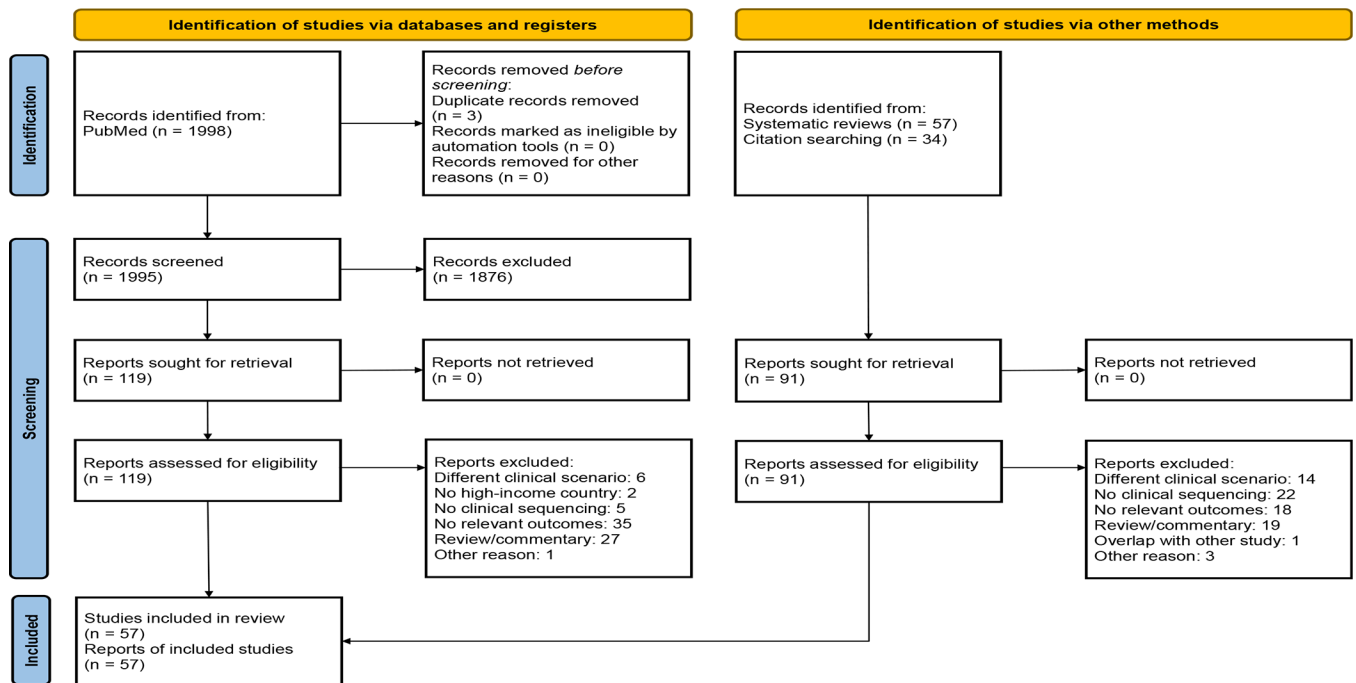 Identification of studies via databases and registers
Identification of studies via other methods
Identification
Records identified from:
PubMed (n = 1998)
Records removed before
screening:
Duplicate records removed
(n = 3)
Records marked as ineligible by
automation tools (n = 0)
Records removed for other
reasons (n = 0)
Records identified from:
Systematic reviews (n = 57)
Citation searching (n = 34)
Screening
Records screened
(n = 1995)
Records excluded
(n = 1876)
Reports sought for retrieval
(n = 119)
Reports not retrieved
(n = 0)
Reports sought for retrieval
(n = 91)
Reports not retrieved
(n = 0)
Reports assessed for eligibility
(n = 119)
Reports excluded:
Different clinical scenario: 6
No high-income country: 2
No clinical sequencing: 5
No relevant outcomes: 35
Review/commentary: 27
Other reason: 1
Reports assessed for eligibility
(n = 91)
Reports excluded:
Different clinical scenario: 14
No clinical sequencing: 22
No relevant outcomes: 18
Review/commentary: 19
Overlap with other study: 1
Other reason: 3
Included
Studies included in review
(n = 57)
Reports of included studies
(n = 57)